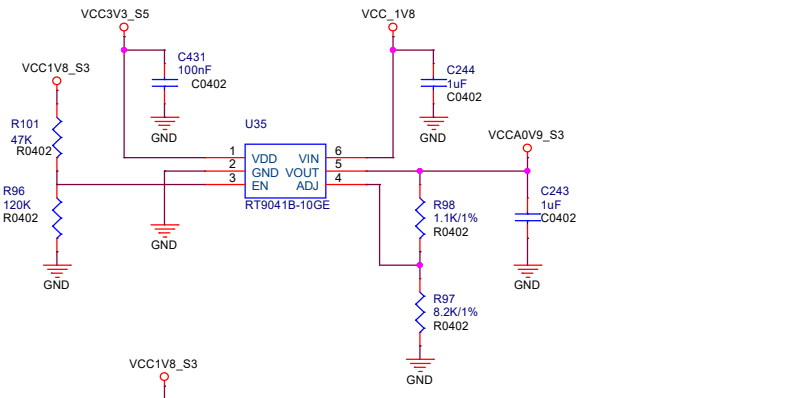 VCC3V3_S5
VCC_1V8
C431
100nF
C0402
GND
VCC1V8_S3
R101
47K
R0402
R96
120K
R0402
GND
U35
1
2
3
VDD
GND
EN
VIN
VOUT
ADJ
6
5
4
RT9041B-10GE
GND
C244
1uF
C0402
GND
VCCA0V9_S3
R98
1.1K/1%
R0402
C243
1uF
C0402
GND
R97
8.2K/1%
R0402
GND
VCC1V8_S3